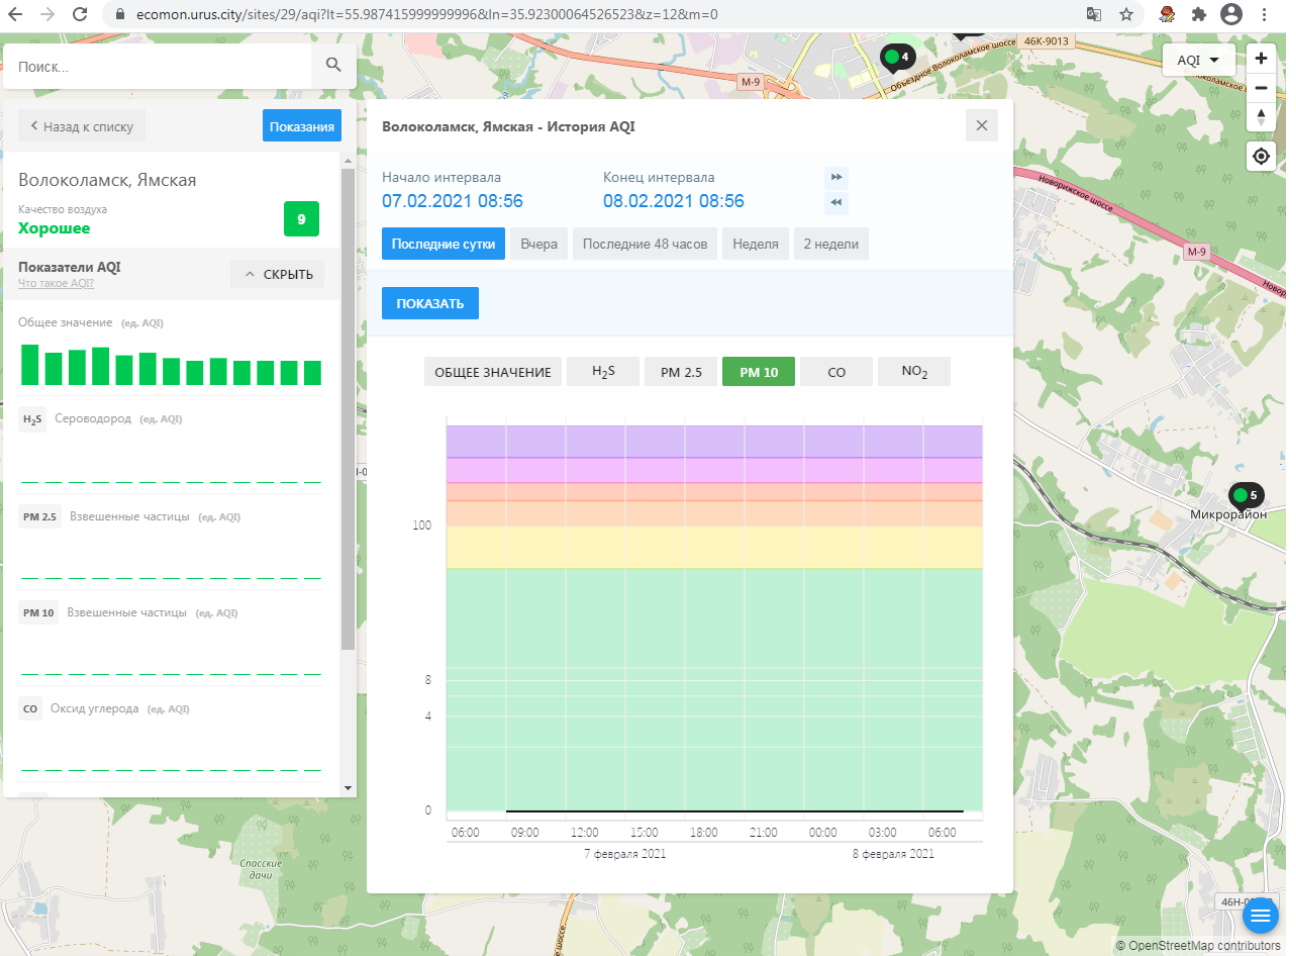 ecomon.urus.city/sites/29/aqi?lt=55.987415999999996&ln=35.92300064526523&z=12&m=0
Поиск...
Назад к списку
Показания
Волоколамск, Ямская
Качество воздуха
Хорошее
9
Показатели AQI
Что такое AQI?
СКРЫТЬ
Общее значение (ед. AQI)
H2S Сероводород (ед. AQI)
PM 2.5 Взвешенные частицы (ед. AQI)
PM 10 Взвешенные частицы (ед. AQI)
CO Оксид углерода (ед. AQI)
Волоколамск, Ямская - История AQI
Начало интервала
07.02.2021 08:56
Конец интервала
08.02.2021 08:56
Последние сутки
Вчера
Последние 48 часов
Неделя
2 недели
ПОКАЗАТЬ
ОБЩЕЕ ЗНАЧЕНИЕ
H2S
PM 2.5
PM 10
CO
NO2
100
8
4
0
06:00 09:00 12:00 15:00 18:00 21:00 00:00 03:00 06:00
7 февраля 2021
8 февраля 2021
M-9
4
Объездное Волоколамское шоссе
46К-9013
AQI
Новорижское шоссе
M-9
5
Микрорайон
Спасские
дачи
шоссе
© OpenStreetMap contributors